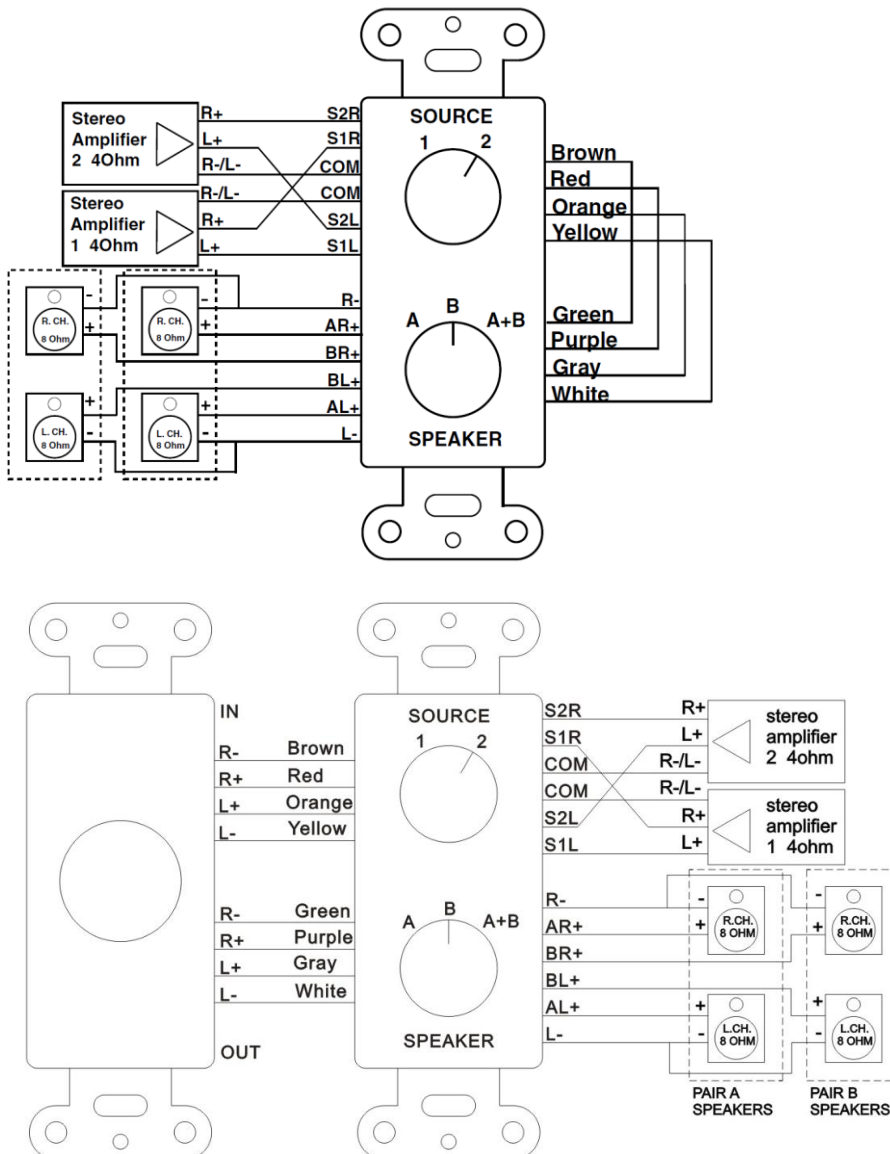 Stereo
Amplifier
2 4Ohm
R+
L+
R-/L-
S2R
S1R
COM
Stereo
Amplifier
1 4Ohm
R-/L-
R+
L+
COM
S2L
S1L
SOURCE
1 2
Brown
Red
Orange
Yellow
R. CH.
8 Ohm
-
+
R. CH.
8 Ohm
-
+
L. CH.
8 Ohm
+
-
L. CH.
8 Ohm
+
-
R-
AR+
BR+
BL+
AL+
L-
A B A+B
SPEAKER
Green
Purple
Gray
White
IN
R- Brown
R+ Red
L+ Orange
L- Yellow
R- Green
R+ Purple
L+ Gray
L- White
OUT
SOURCE
1 2
A B A+B
SPEAKER
S2R
S1R
COM
COM
S2L
S1L
R+
L+
R-/L-
R-/L-
R+
L+
stereo
amplifier
2 4ohm
stereo
amplifier
1 4ohm
R-
AR+
BR+
BL+
AL+
L-
-
+
R.CH.
8 OHM
-
+
R.CH.
8 OHM
+
-
L.CH.
8 OHM
+
-
L.CH.
8 OHM
PAIR A
SPEAKERS
PAIR B
SPEAKERS